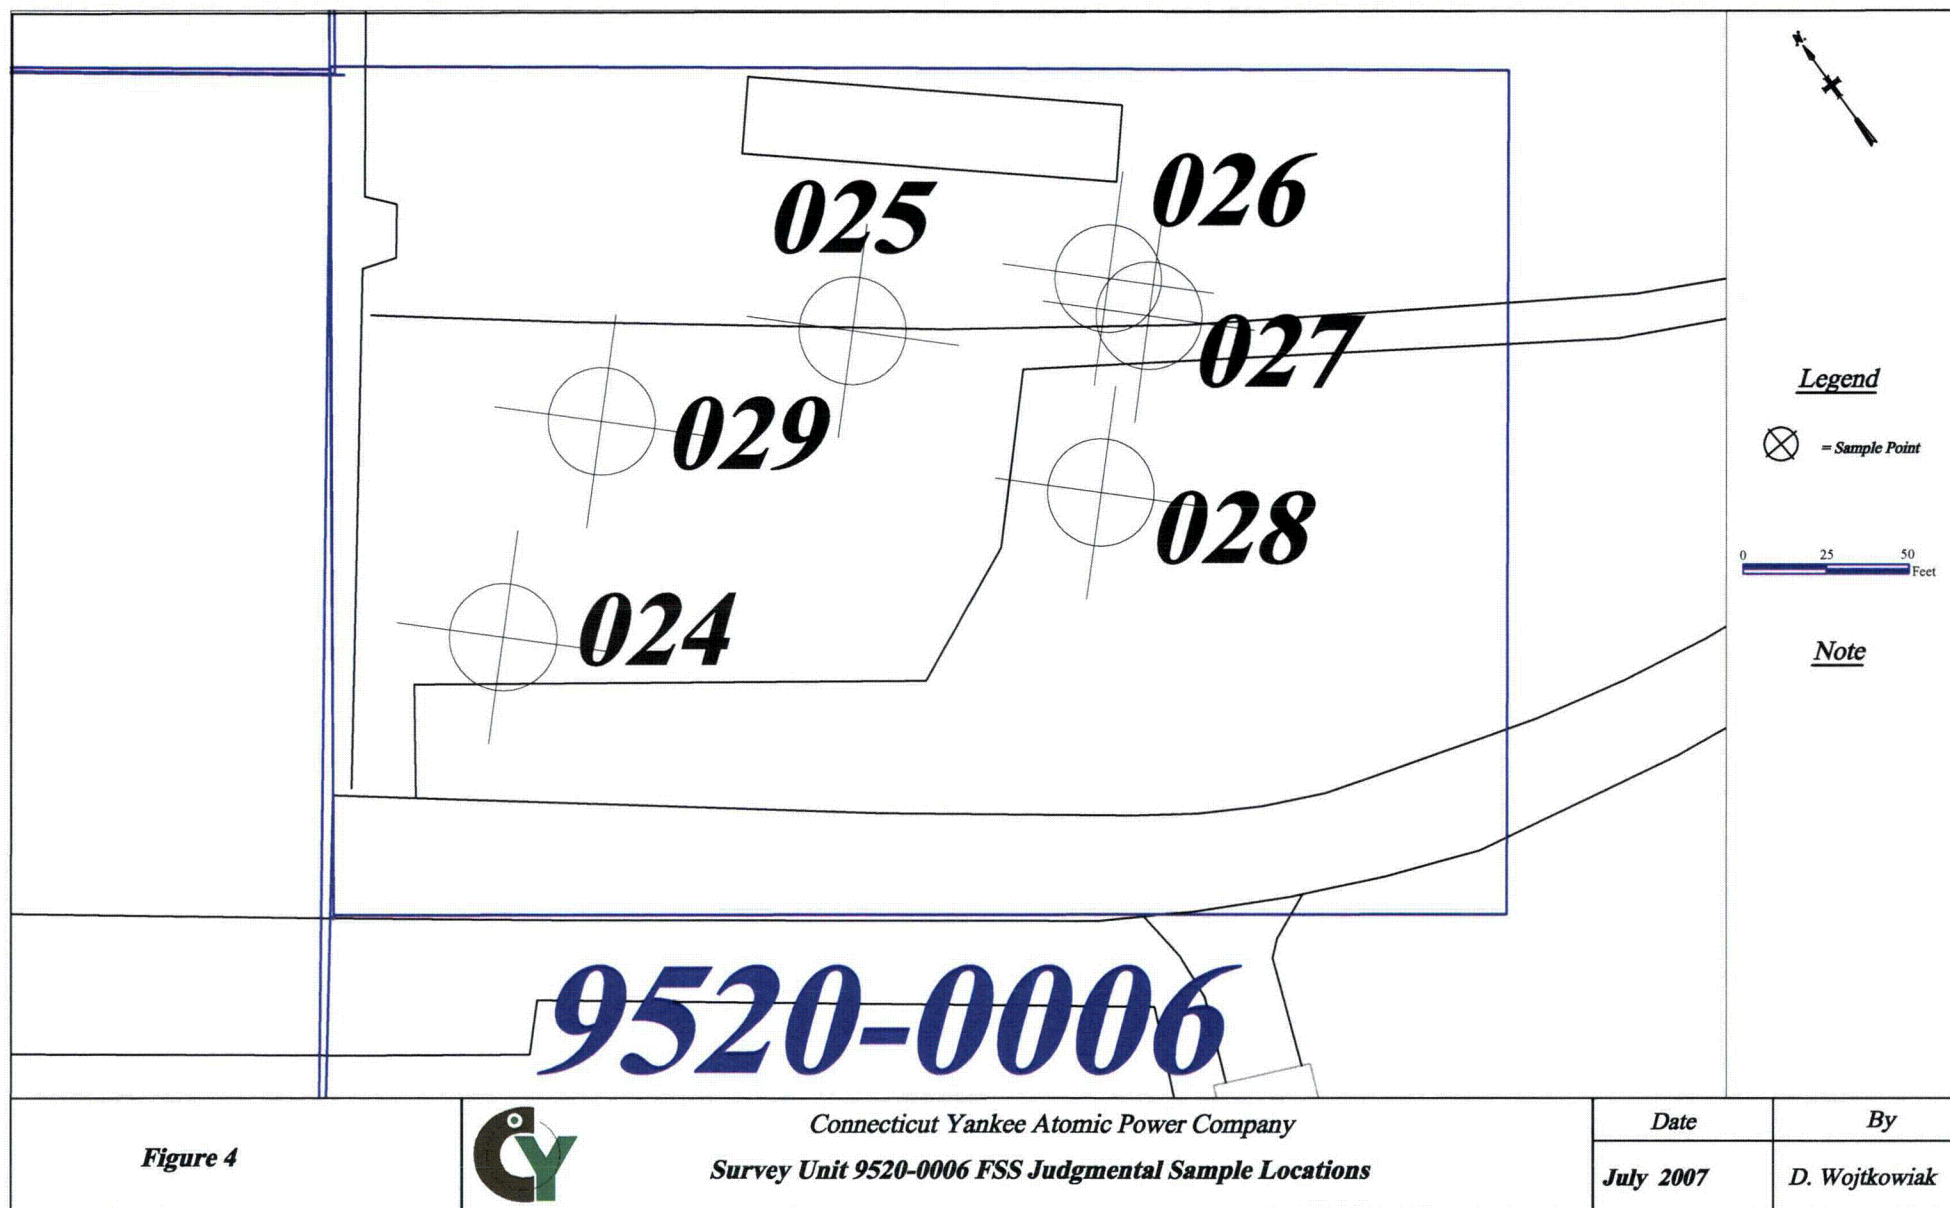 N
025
026
027
029
028
024
Legend
= Sample Point
0 25 50
Feet
Note
9520-0006
Figure 4
CY
Connecticut Yankee Atomic Power Company
Survey Unit 9520-0006 FSS Judgmental Sample Locations
Date
By
July 2007
D. Wojtkowiak